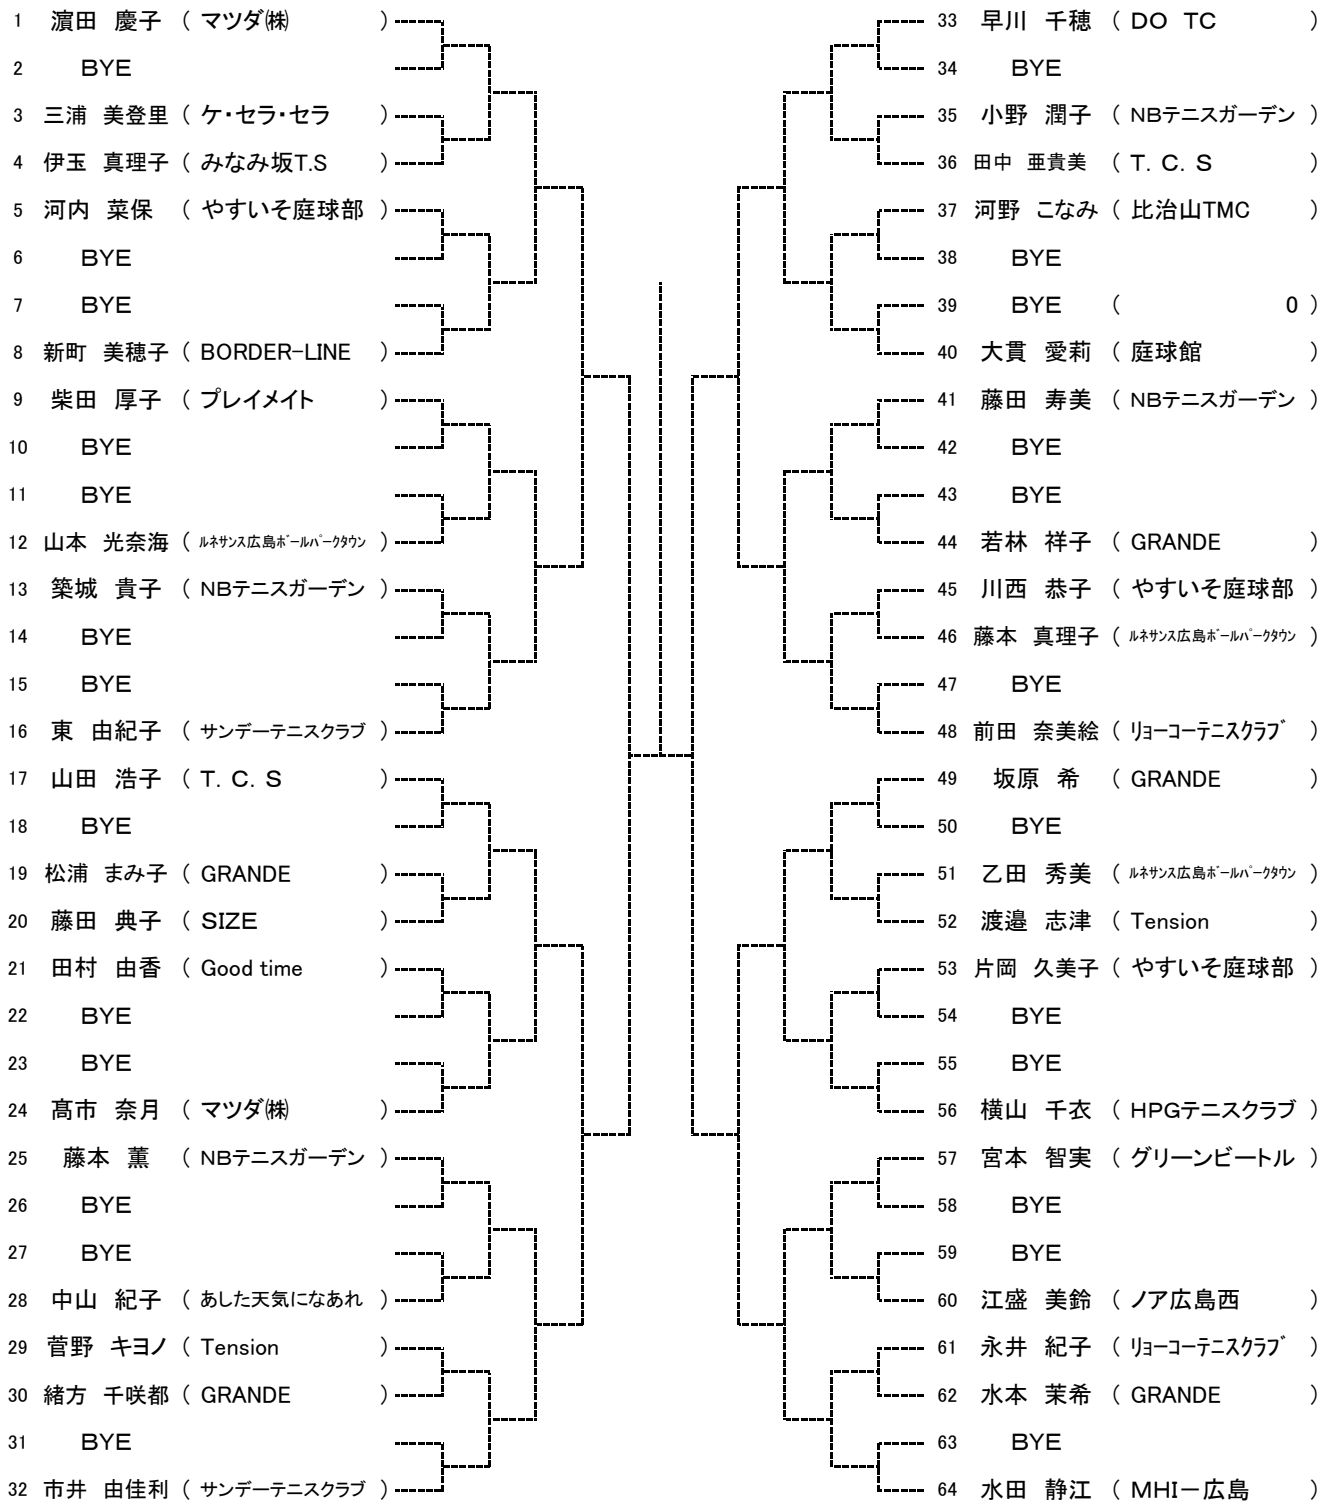 1 濵田 慶子 ( マツダ㈱ )
2 BYE
3 三浦 美登里 ( ケ・セラ・セラ )
4 伊玉 真理子 ( みなみ坂T.S )
5 河内 菜保 ( やすいそ庭球部 )
6 BYE
7 BYE
8 新町 美穂子 ( BORDER-LINE )
9 柴田 厚子 ( プレイメイト )
10 BYE
11 BYE
12 山本 光奈海 ( ﾙﾈｻﾝｽ広島ﾎﾞｰﾙﾊﾟｰｸﾀｳﾝ )
13 築城 貴子 ( NBテニスガーデン )
14 BYE
15 BYE
16 東 由紀子 ( サンデーテニスクラブ )
17 山田 浩子 ( T. C. S )
18 BYE
19 松浦 まみ子 ( GRANDE )
20 藤田 典子 ( SIZE )
21 田村 由香 ( Good time )
22 BYE
23 BYE
24 髙市 奈月 ( マツダ㈱ )
25 藤本 薫 ( NBテニスガーデン )
26 BYE
27 BYE
28 中山 紀子 ( あした天気になあれ )
29 菅野 キヨノ ( Tension )
30 緒方 千咲都 ( GRANDE )
31 BYE
32 市井 由佳利 ( サンデーテニスクラブ )
33 早川 千穂 ( DO TC )
34 BYE
35 小野 潤子 ( NBテニスガーデン )
36 田中 亜貴美 ( T. C. S )
37 河野 こなみ ( 比治山TMC )
38 BYE
39 BYE ( 0 )
40 大貫 愛莉 ( 庭球館 )
41 藤田 寿美 ( NBテニスガーデン )
42 BYE
43 BYE
44 若林 祥子 ( GRANDE )
45 川西 恭子 ( やすいそ庭球部 )
46 藤本 真理子 ( ﾙﾈｻﾝｽ広島ﾎﾞｰﾙﾊﾟｰｸﾀｳﾝ )
47 BYE
48 前田 奈美絵 ( ﾘｮｰｺｰﾃﾆｽｸﾗﾌﾞ )
49 坂原 希 ( GRANDE )
50 BYE
51 乙田 秀美 ( ﾙﾈｻﾝｽ広島ﾎﾞｰﾙﾊﾟｰｸﾀｳﾝ )
52 渡邉 志津 ( Tension )
53 片岡 久美子 ( やすいそ庭球部 )
54 BYE
55 BYE
56 横山 千衣 ( HPGテニスクラブ )
57 宮本 智実 ( グリーンビートル )
58 BYE
59 BYE
60 江盛 美鈴 ( ノア広島西 )
61 永井 紀子 ( ﾘｮｰｺｰﾃﾆｽｸﾗﾌﾞ )
62 水本 茉希 ( GRANDE )
63 BYE
64 水田 静江 ( MHIー広島 )